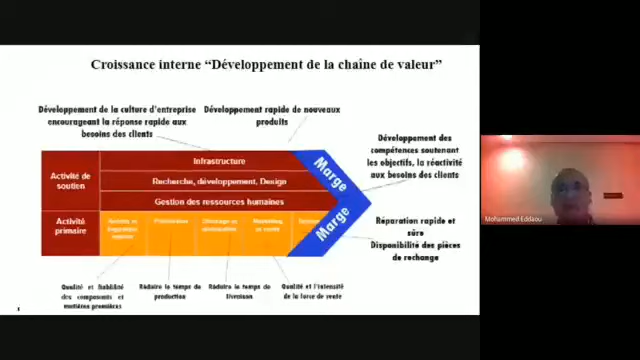 Croissance interne “Développement de la chaîne de valeur”
Développement de la culture d'entreprise
encourageant la réponse rapide aux
besoins des clients
Développement rapide de nouveaux
produits
Développement des
compétences soutenant
les objectifs, la réactivité
aux besoins des clients
Activité de
soutien
Infrastructure
Recherche, développement, Design
Gestion des ressources humaines
Marge
Activité
primaire
Production
Marge
Réparation rapide et
sûre
Disponibilité des pièces
de rechange
Qualité et fiabilité
des composants et
matières premières
Réduire le temps de
production
Réduire le temps de
livraison
Qualité et l'intensité
de la force de vente
Mohammed Eddaou